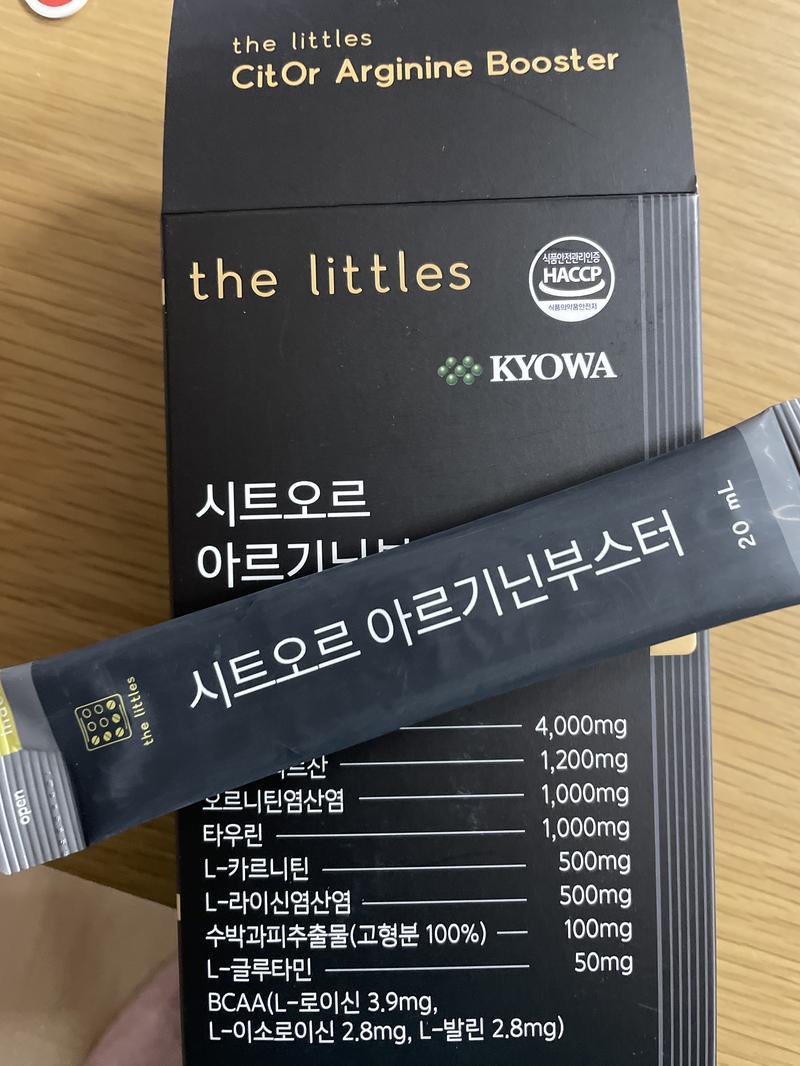 the littles
CitOr Arginine Booster
the littles
식품안전관리인증
HACCP
식품의약품안전처
KYOWA
시트오르
시트오르 아르기닌부스터
20 mL
the littles
open
4,000mg
1,200mg
오르니틴염산염 1,000mg
타우린 1,000mg
L-카르니틴 500mg
L-라이신염산염 500mg
수박과피추출물(고형분 100%) 100mg
L-글루타민 50mg
BCAA(L-로이신 3.9mg,
L-이소로이신 2.8mg, L-발린 2.8mg)